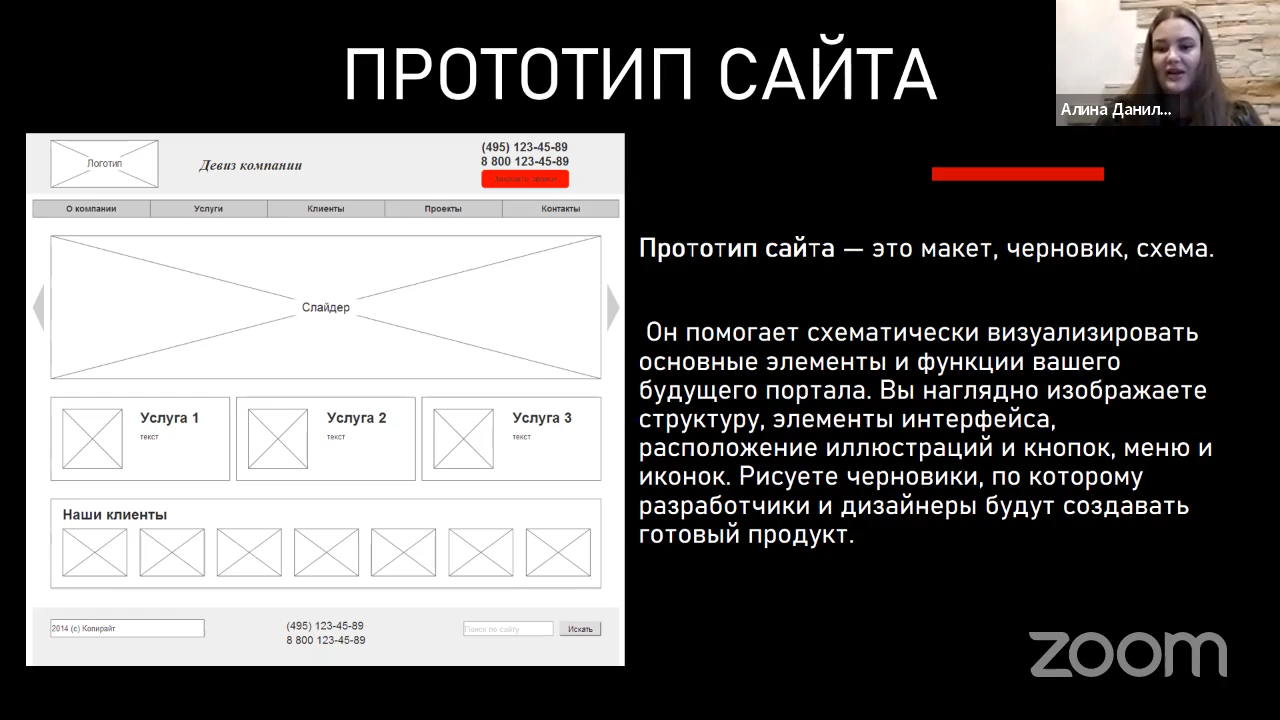 ПРОТОТИП САЙТА
Алина Данил...
Логотип
Девиз компании
(495) 123-45-89
8 800 123-45-89
Заказать звонок
О компании
Услуги
Клиенты
Проекты
Контакты
Слайдер
Услуга 1
текст
Услуга 2
текст
Услуга 3
текст
Наши клиенты
2014 (с) Копирайт
(495) 123-45-89
8 800 123-45-89
Поиск по сайту
Искать
Прототип сайта — это макет, черновик, схема.
Он помогает схематически визуализировать
основные элементы и функции вашего
будущего портала. Вы наглядно изображаете
структуру, элементы интерфейса,
расположение иллюстраций и кнопок, меню и
иконок. Рисуете черновики, по которому
разработчики и дизайнеры будут создавать
готовый продукт.
zoom